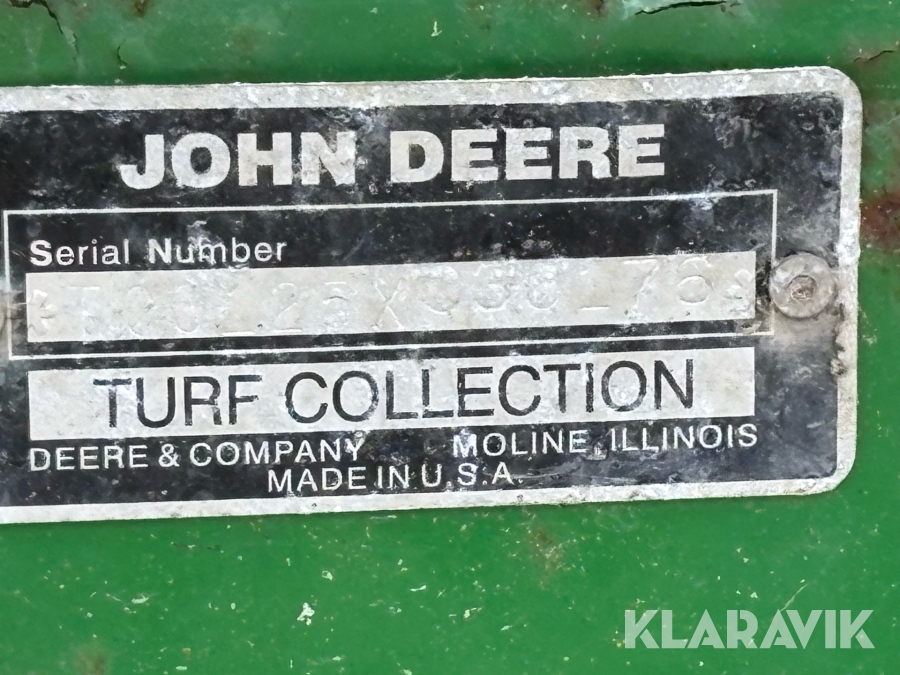 JOHN DEERE
Serial Number
TURF COLLECTION
DEERE & COMPANY MOLINE, ILLINOIS
MADE IN U.S.A.
KLARAVIK